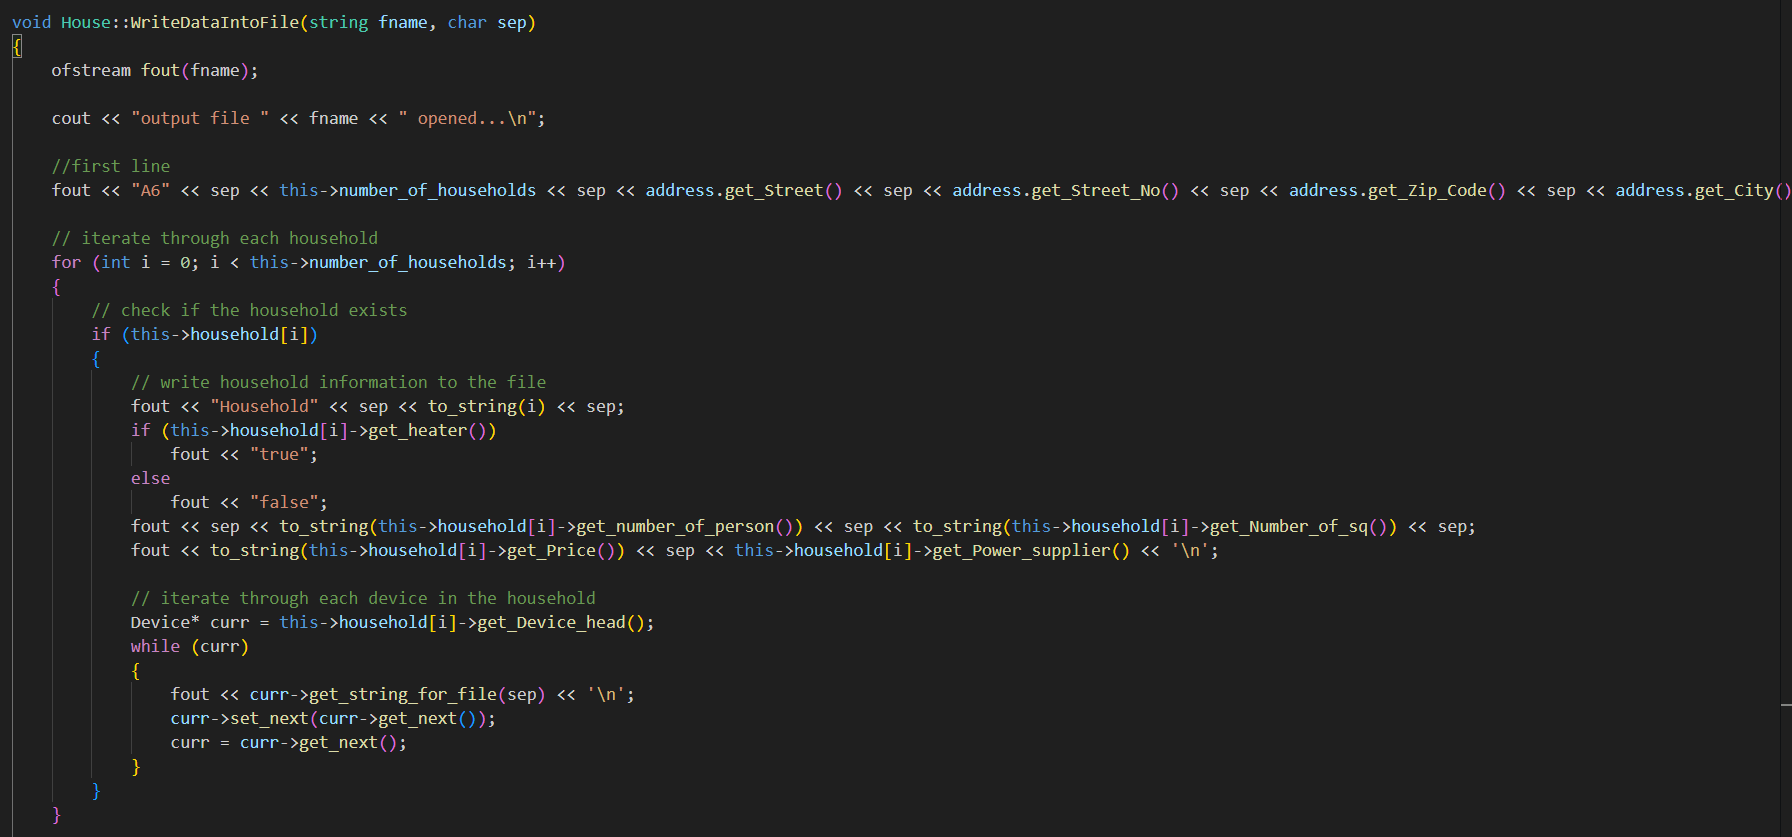 void House::WriteDataIntoFile(string fname, char sep)
{
    ofstream fout(fname);
    cout << "output file " << fname << " opened...\n";
    //first line
    fout << "A6" << sep << this->number_of_households << sep << address.get_Street() << sep << address.get_Street_No() << sep << address.get_Zip_Code() << sep << address.get_City()
    // iterate through each household
    for (int i = 0; i < this->number_of_households; i++)
    {
        // check if the household exists
        if (this->household[i])
        {
            // write household information to the file
            fout << "Household" << sep << to_string(i) << sep;
            if (this->household[i]->get_heater())
                fout << "true";
            else
                fout << "false";
            fout << sep << to_string(this->household[i]->get_number_of_person()) << sep << to_string(this->household[i]->get_Number_of_sq()) << sep;
            fout << to_string(this->household[i]->get_Price()) << sep << this->household[i]->get_Power_supplier() << '\n';
            // iterate through each device in the household
            Device* curr = this->household[i]->get_Device_head();
            while (curr)
            {
                fout << curr->get_string_for_file(sep) << '\n';
                curr->set_next(curr->get_next());
                curr = curr->get_next();
            }
        }
    }